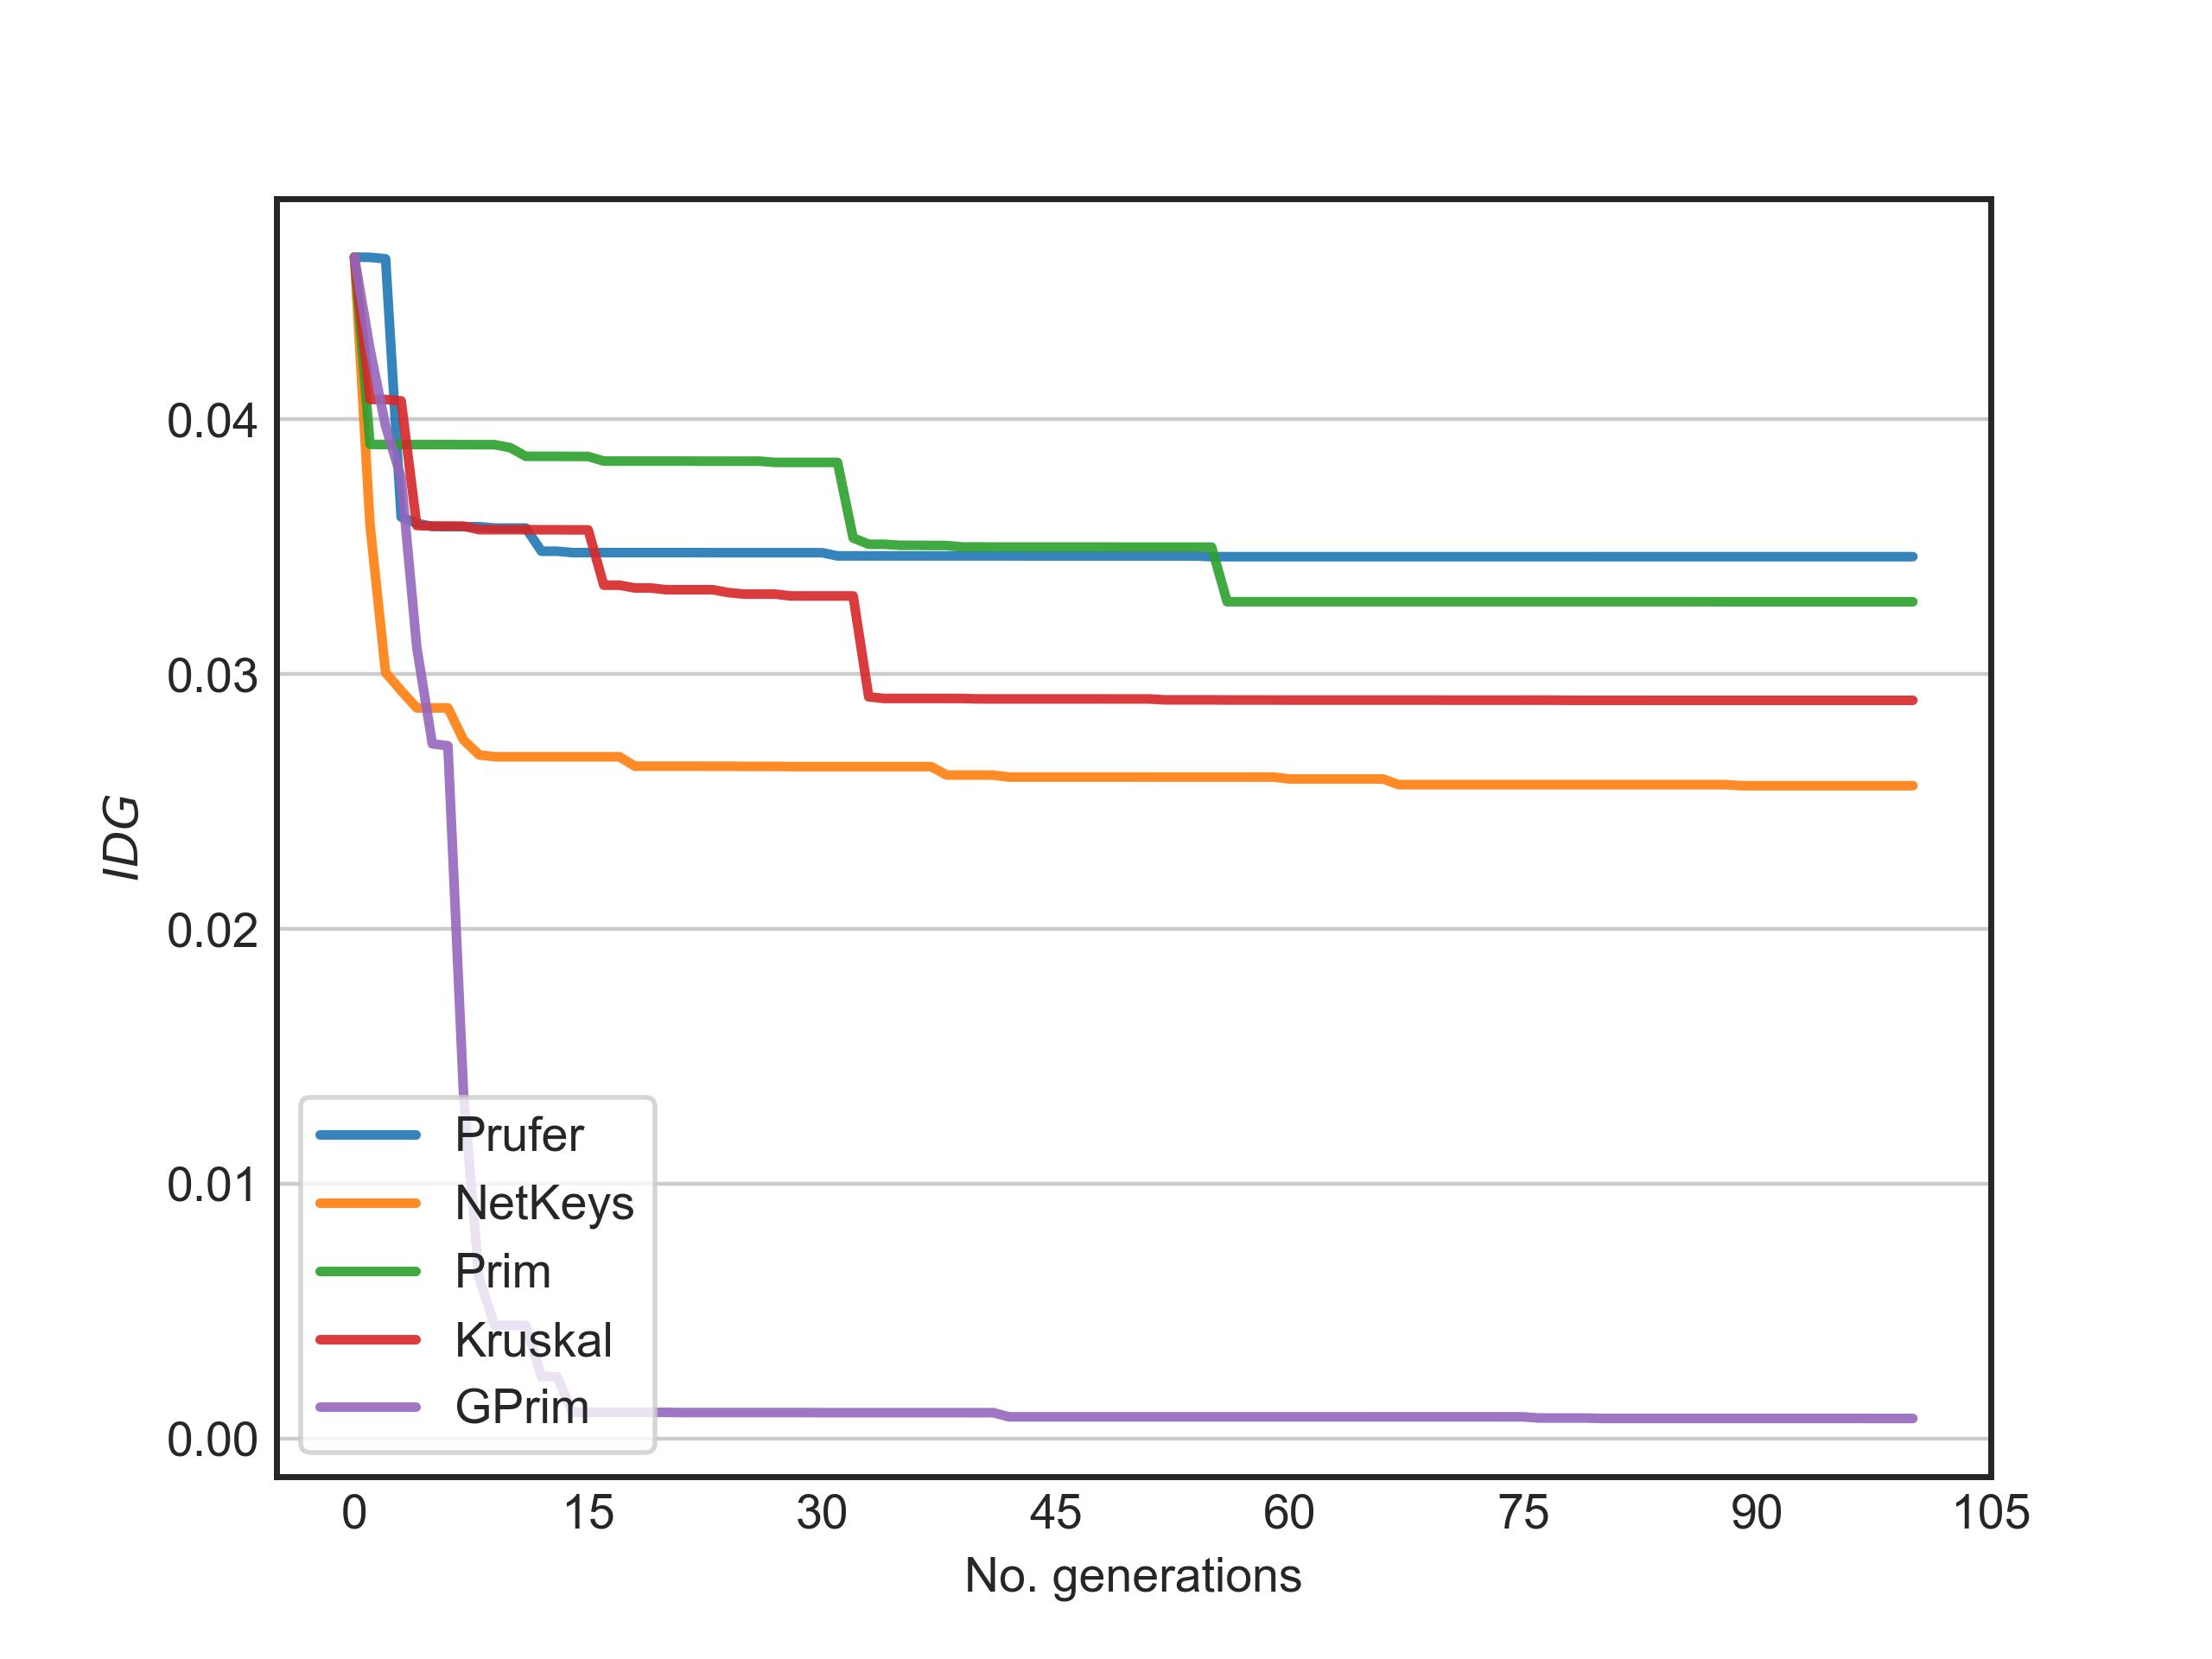 0.04
0.03
0.02
0.01
0.00
IDG
Prufer
NetKeys
Prim
Kruskal
GPrim
0 15 30 45 60 75 90 105
No. generations